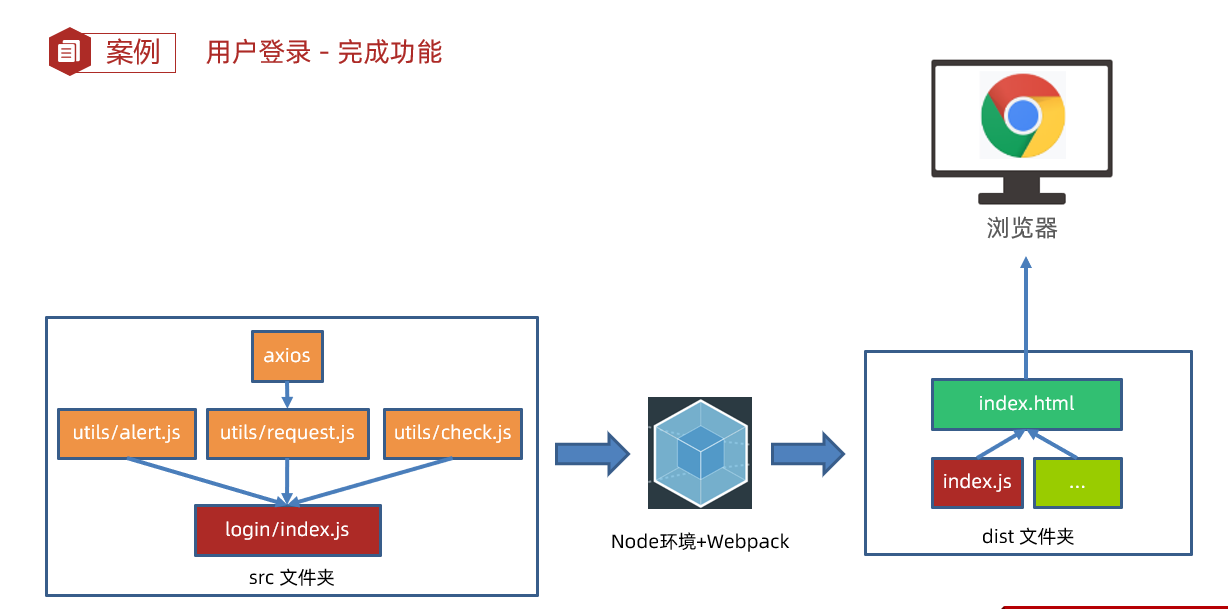 案例
用户登录 - 完成功能
浏览器
axios
utils/alert.js
utils/request.js
utils/check.js
login/index.js
src 文件夹
Node环境+Webpack
index.html
index.js
...
dist 文件夹